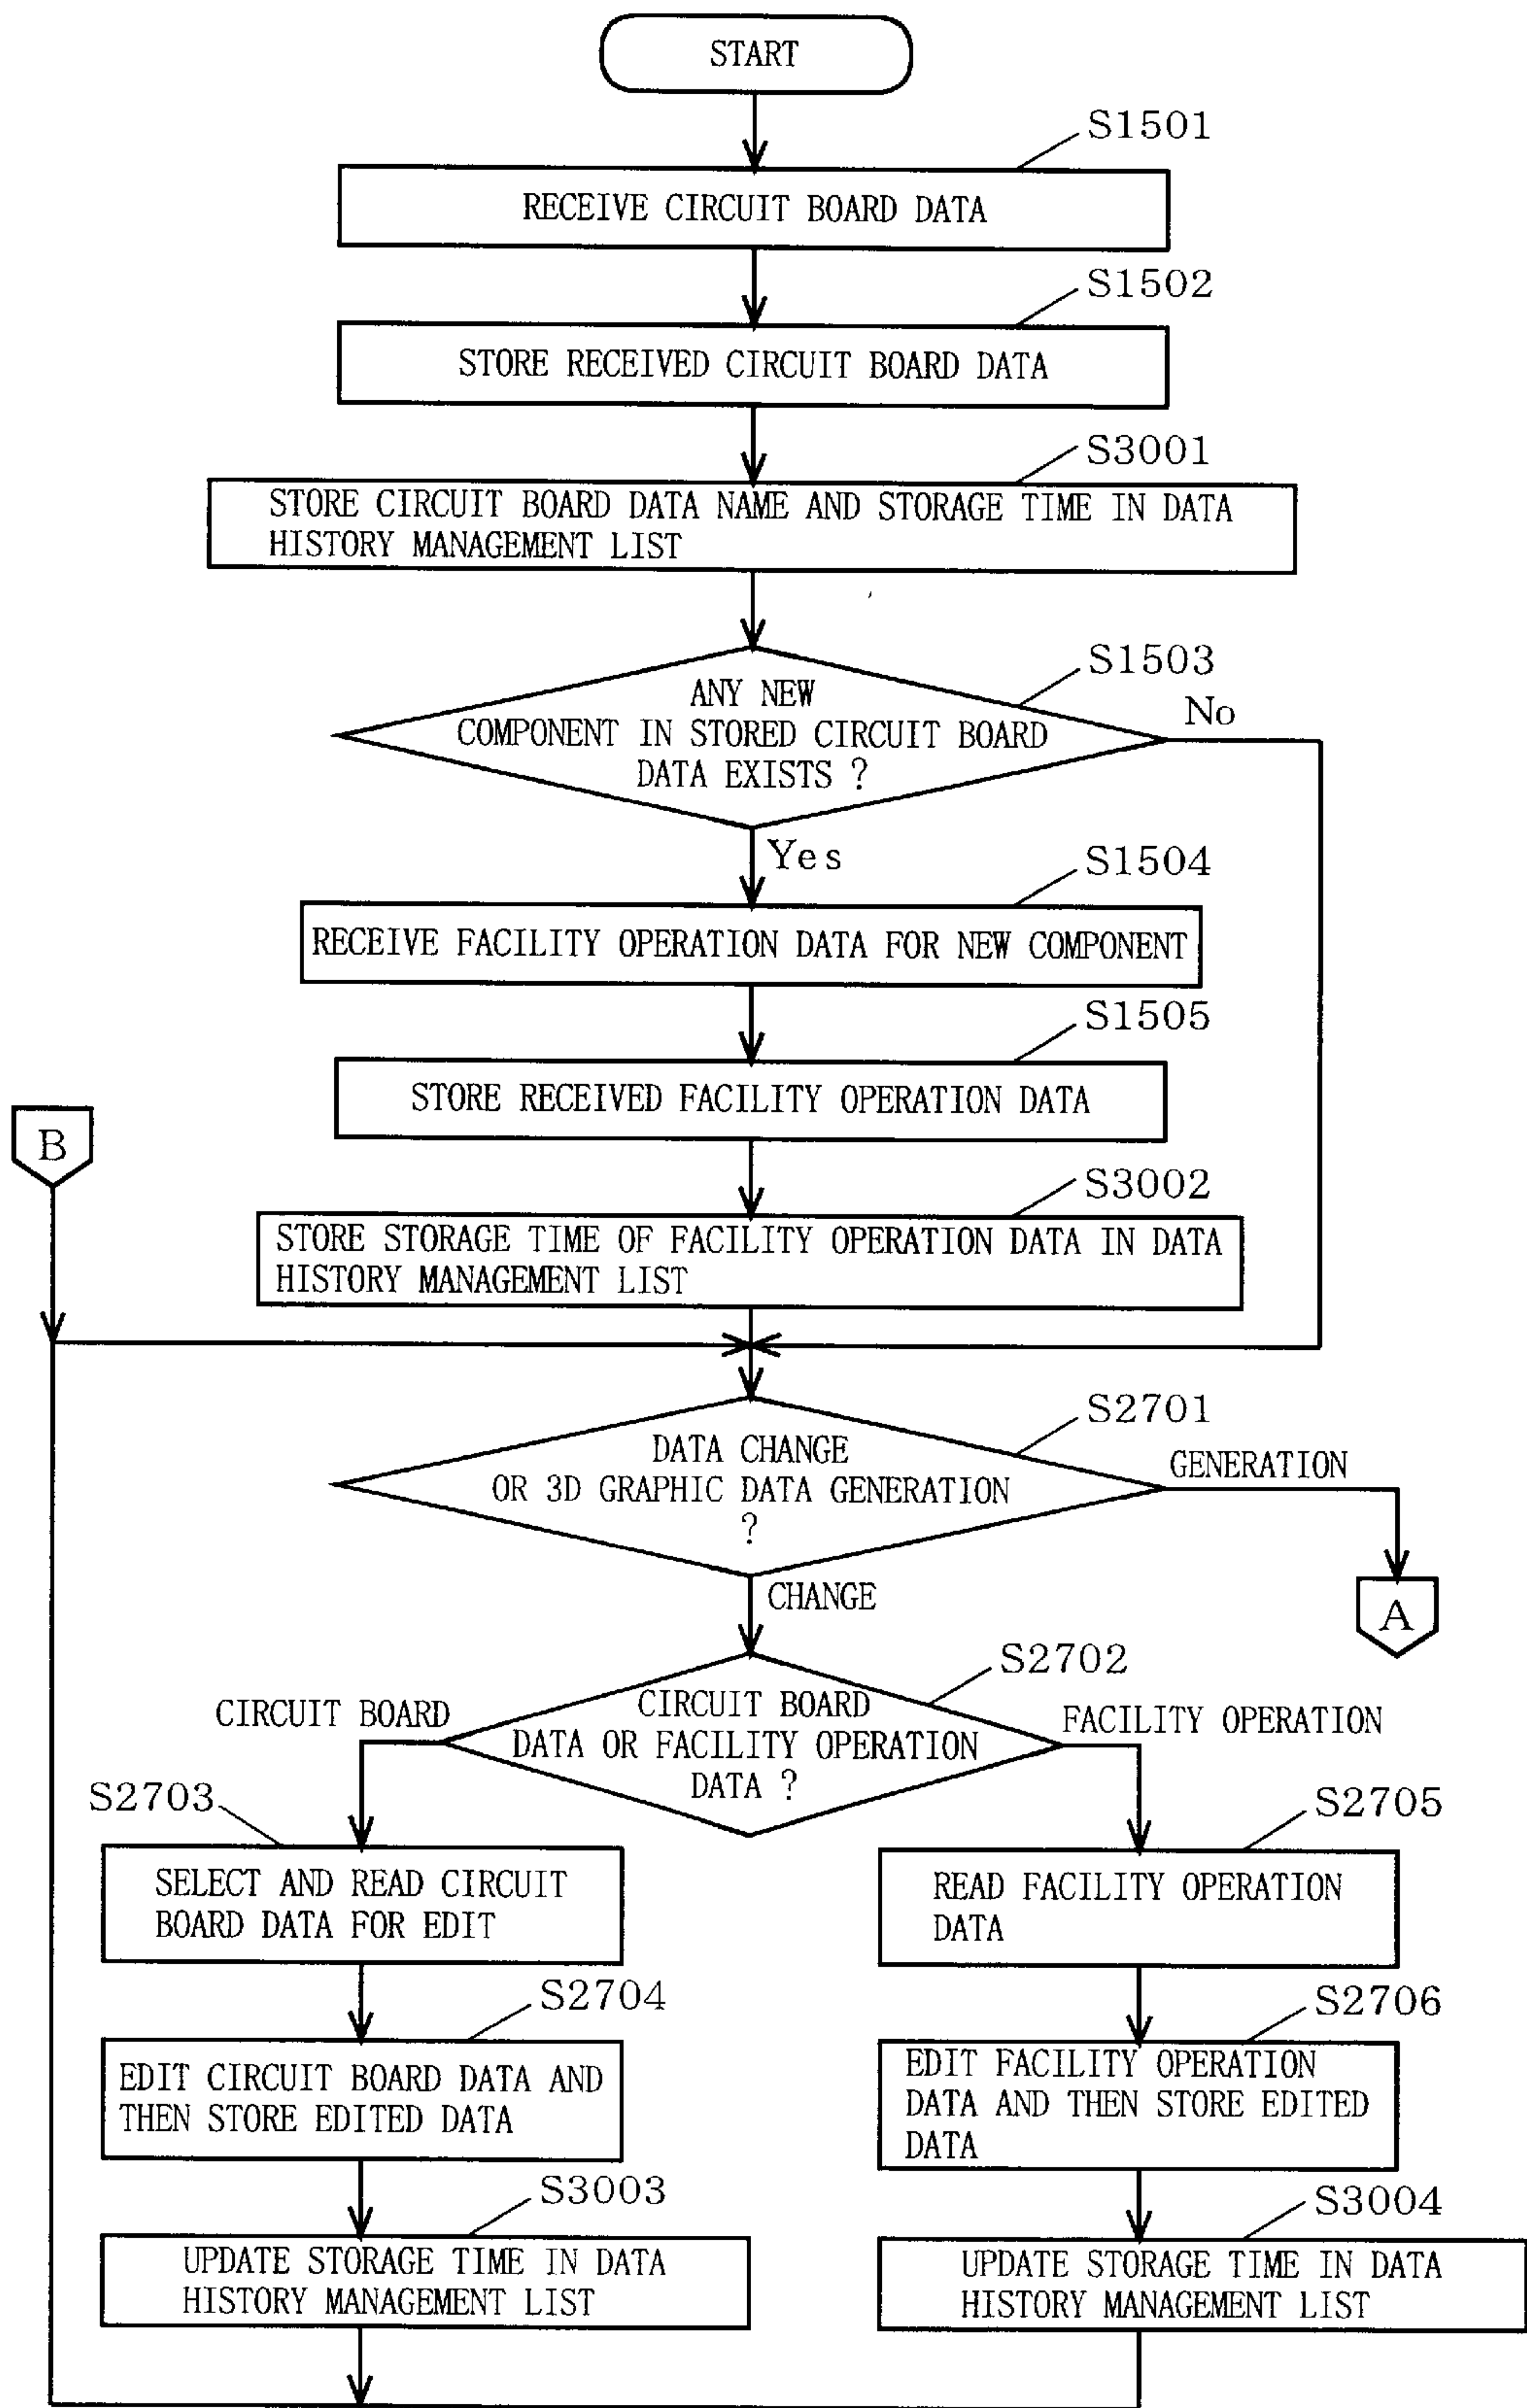 START
S1501
RECEIVE CIRCUIT BOARD DATA
S1502
STORE RECEIVED CIRCUIT BOARD DATA
S3001
STORE CIRCUIT BOARD DATA NAME AND STORAGE TIME IN DATA
HISTORY MANAGEMENT LIST
S1503
ANY NEW
COMPONENT IN STORED CIRCUIT BOARD
DATA EXISTS ?
No
Yes
S1504
RECEIVE FACILITY OPERATION DATA FOR NEW COMPONENT
S1505
STORE RECEIVED FACILITY OPERATION DATA
B
S3002
STORE STORAGE TIME OF FACILITY OPERATION DATA IN DATA
HISTORY MANAGEMENT LIST
S2701
DATA CHANGE
OR 3D GRAPHIC DATA GENERATION
?
GENERATION
A
CHANGE
S2702
CIRCUIT BOARD
DATA OR FACILITY OPERATION
DATA ?
CIRCUIT BOARD
FACILITY OPERATION
S2703
SELECT AND READ CIRCUIT
BOARD DATA FOR EDIT
S2705
READ FACILITY OPERATION
DATA
S2704
EDIT CIRCUIT BOARD DATA AND
THEN STORE EDITED DATA
S2706
EDIT FACILITY OPERATION
DATA AND THEN STORE EDITED
DATA
S3003
UPDATE STORAGE TIME IN DATA
HISTORY MANAGEMENT LIST
S3004
UPDATE STORAGE TIME IN DATA
HISTORY MANAGEMENT LIST